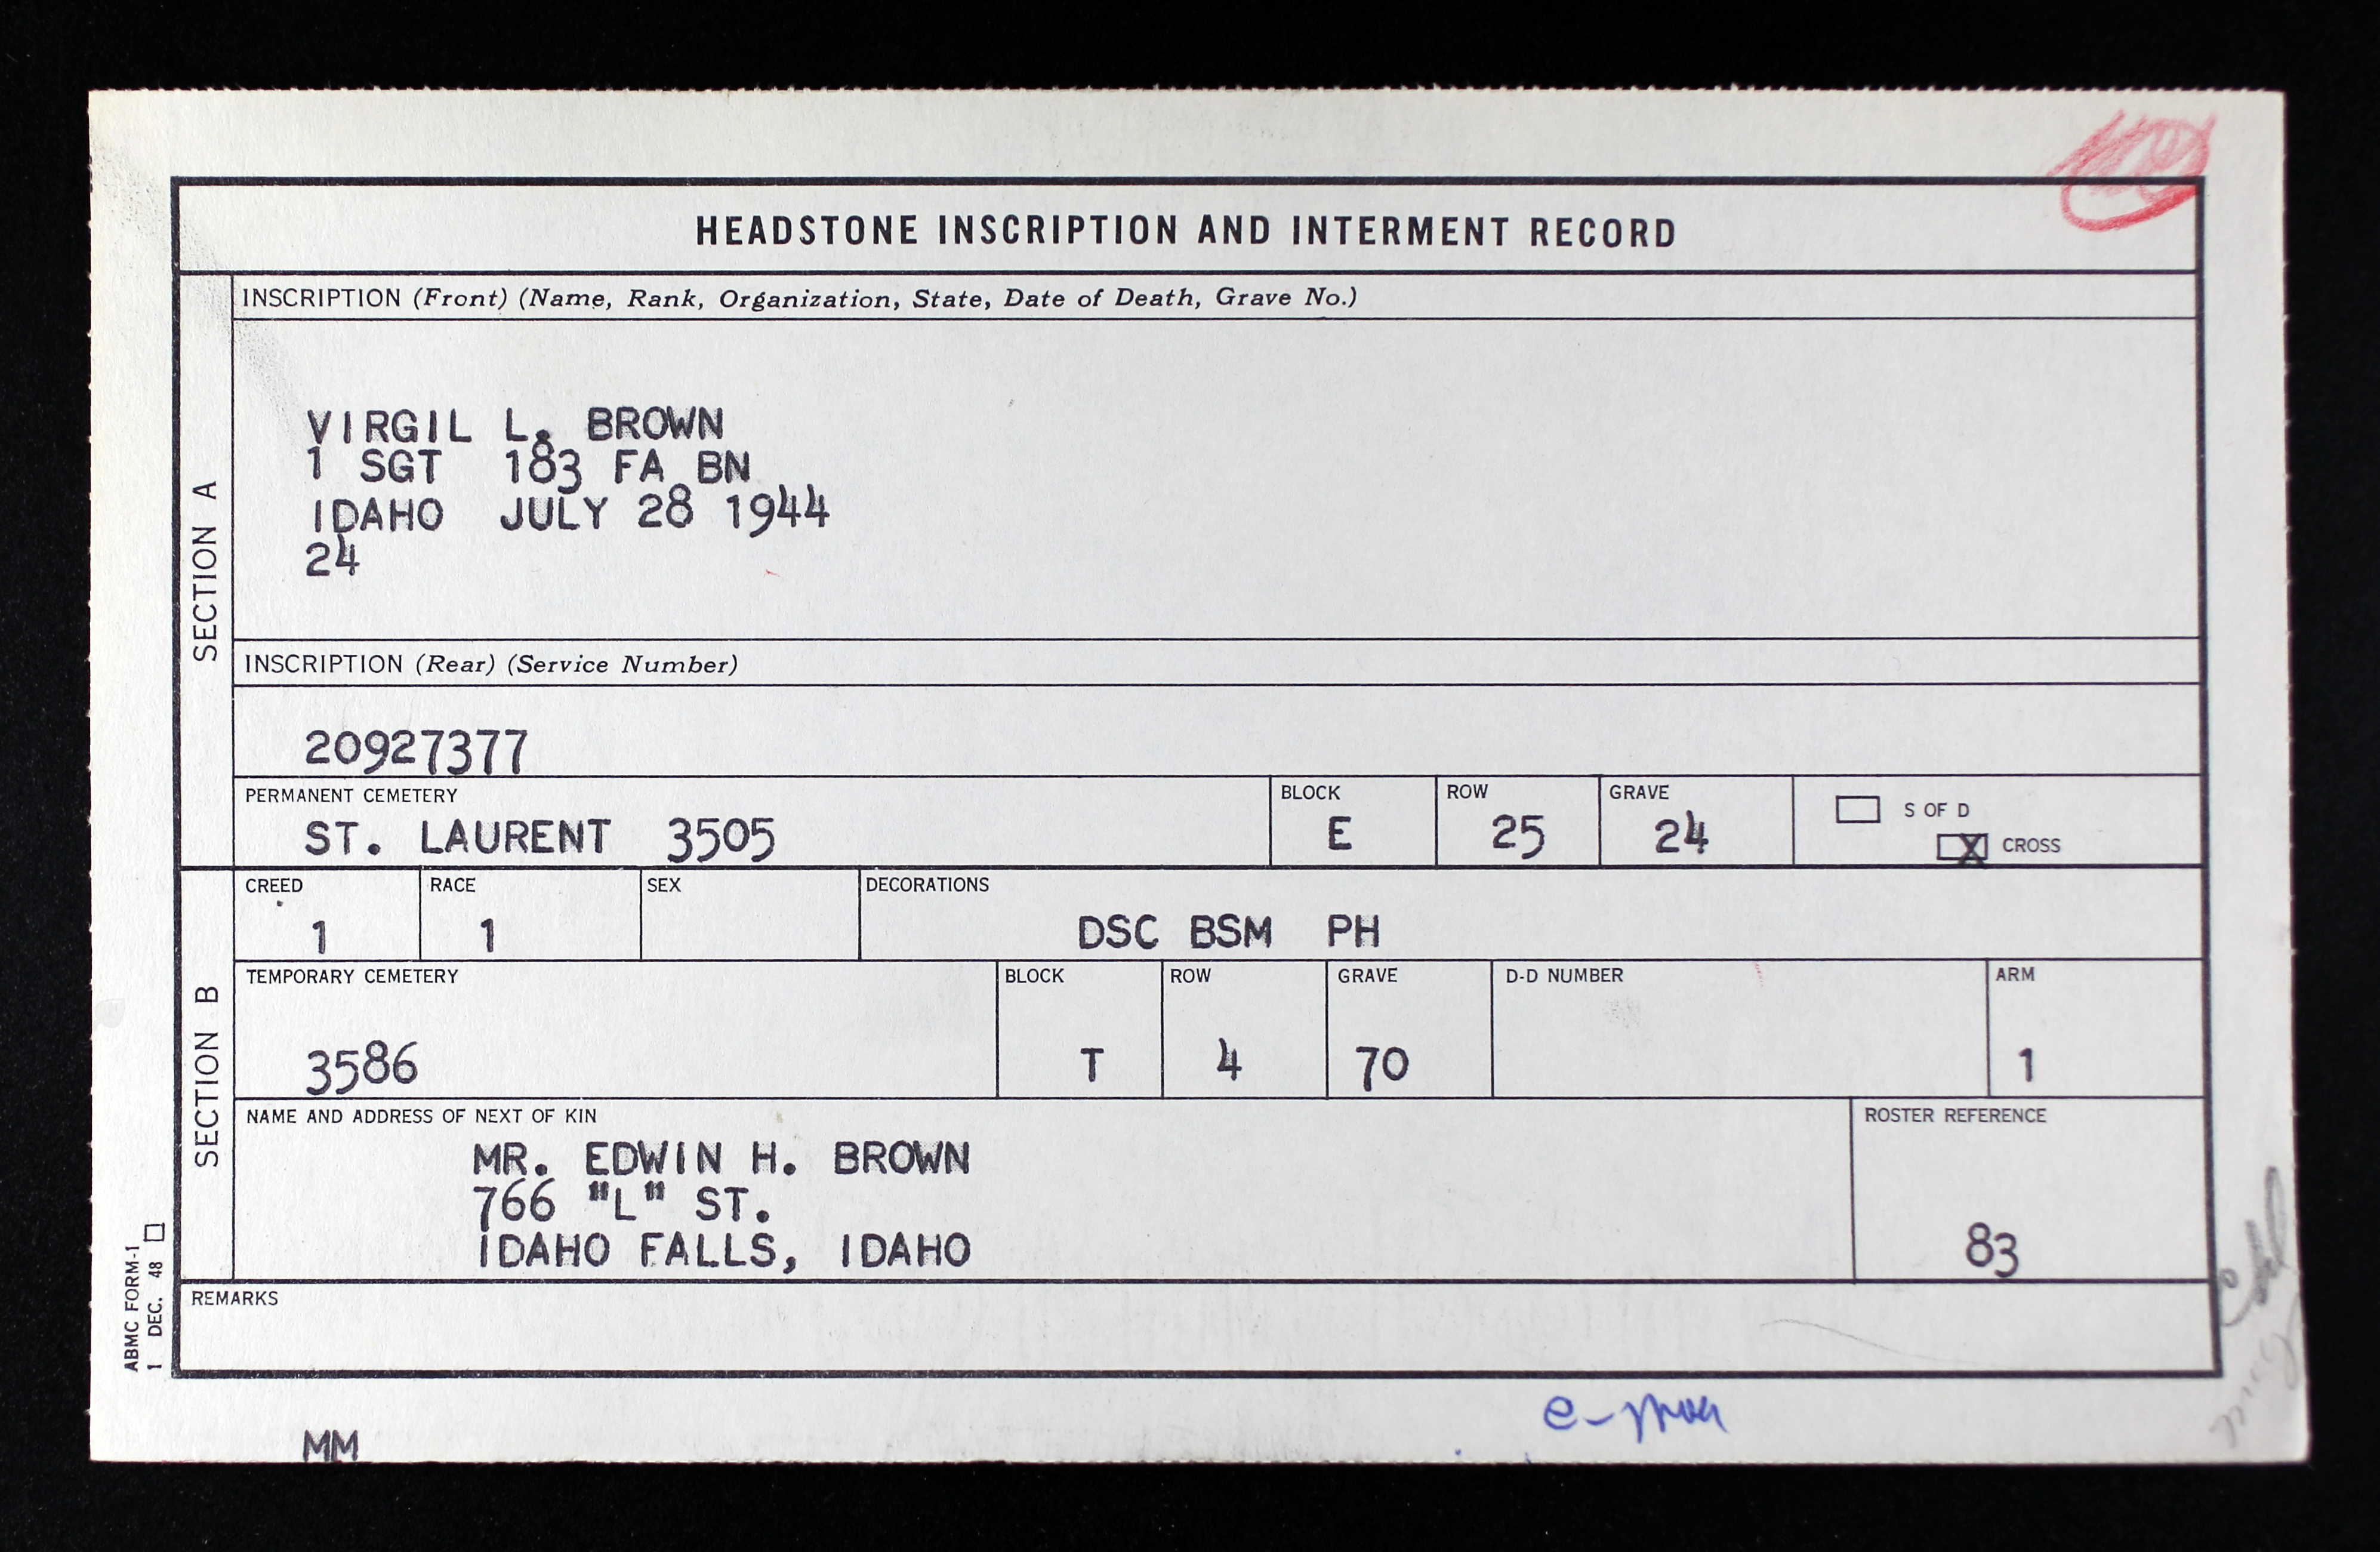 HEADSTONE INSCRIPTION AND INTERMENT RECORD
SECTION A
INSCRIPTION (Front) (Name, Rank, Organization, State, Date of Death, Grave No.)
VIRGIL L. BROWN
1 SGT 183 FA BN
IDAHO JULY 28 1944
24
INSCRIPTION (Rear) (Service Number)
20927377
PERMANENT CEMETERY BLOCK ROW GRAVE S OF D
ST. LAURENT 3505 E 25 24 X CROSS
SECTION B
CREED RACE SEX DECORATIONS
1 1 DSC BSM PH
TEMPORARY CEMETERY BLOCK ROW GRAVE D-D NUMBER ARM
3586 T 4 70 1
NAME AND ADDRESS OF NEXT OF KIN ROSTER REFERENCE
MR. EDWIN H. BROWN
766 "L" ST.
IDAHO FALLS, IDAHO 83
REMARKS
ABMC FORM-1
1 DEC. 48
MM